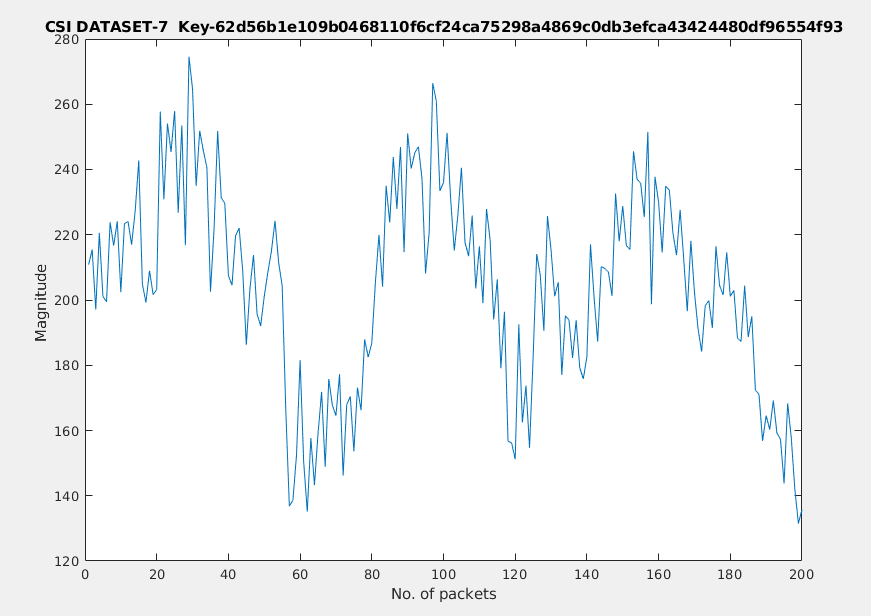 CSI DATASET-7 Key-62d56b1e109b0468110f6cf24ca75298a4869c0db3efca43424480df96554f93
280
260
240
220
200
180
160
140
120
Magnitude
0 20 40 60 80 100 120 140 160 180 200
No. of packets